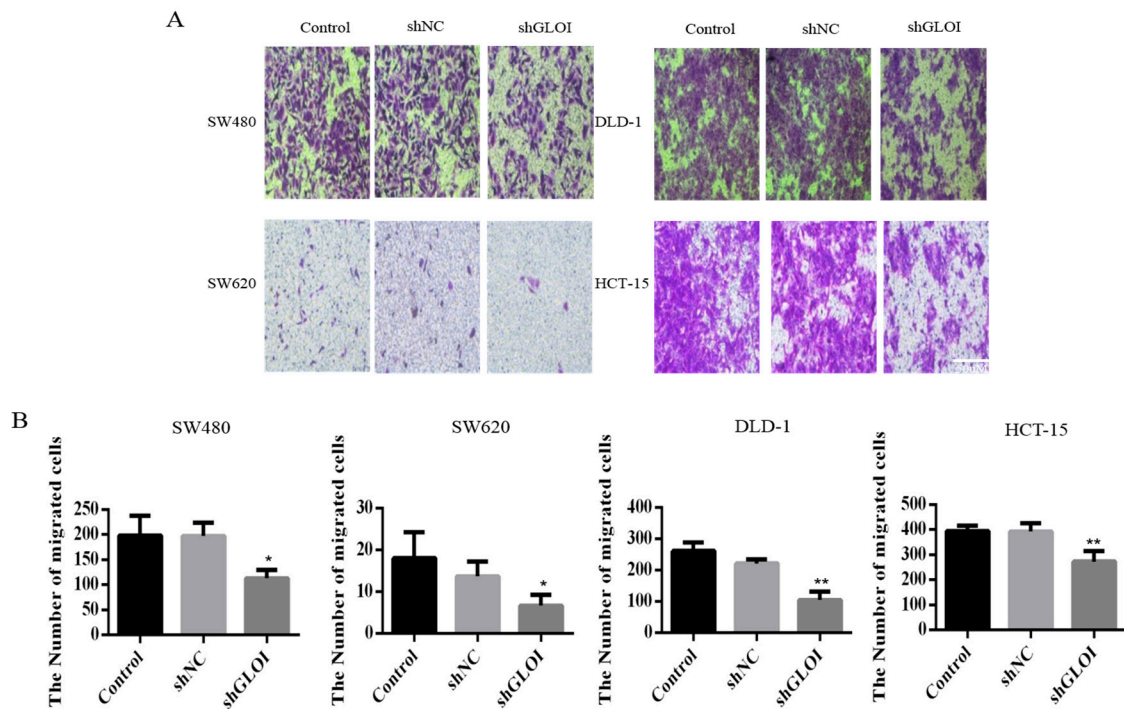 A
Control shNC shGLOI Control shNC shGLOI
SW480 DLD-1
SW620 HCT-15
B
SW480 SW620 DLD-1 HCT-15
The Number of migrated cells
250
200
150
100
50
0
*
Control shNC shGLOI
The Number of migrated cells
30
20
10
0
*
Control shNC shGLOI
The Number of migrated cells
400
300
200
100
0
**
Control shNC shGLOI
The Number of migrated cells
500
400
300
200
100
0
**
Control shNC shGLOI